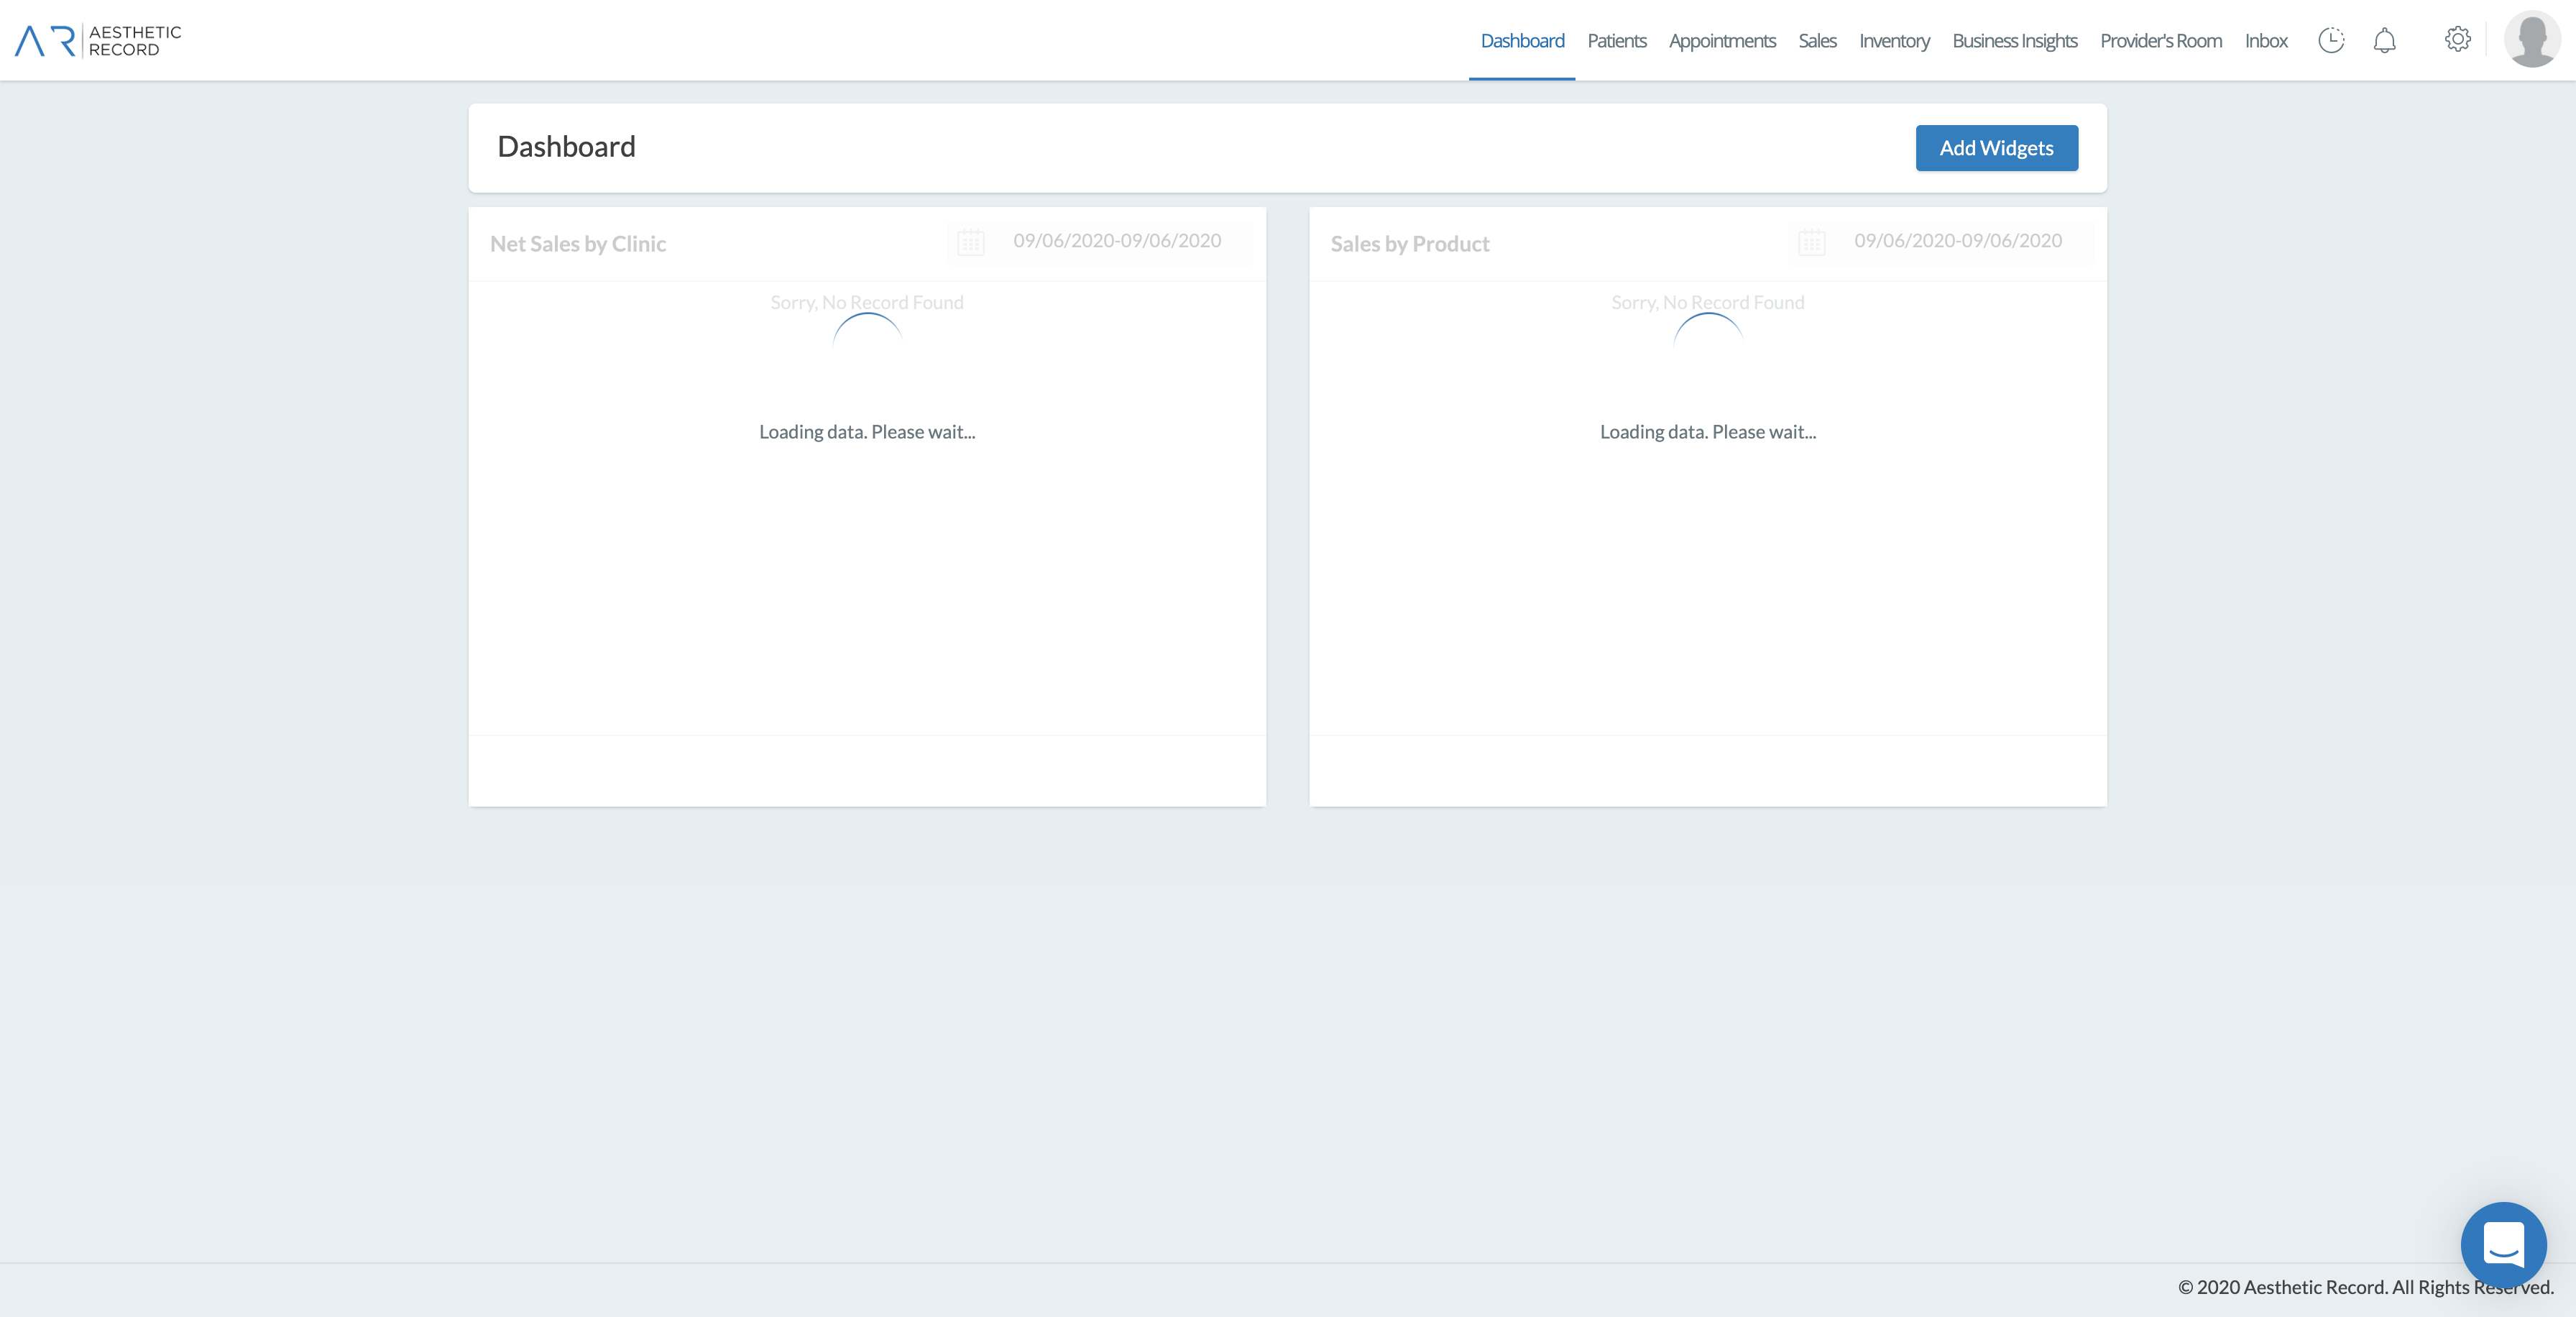 AR AESTHETIC
RECORD
Dashboard Patients Appointments Sales Inventory Business Insights Provider's Room Inbox
Dashboard
Add Widgets
Net Sales by Clinic
09/06/2020-09/06/2020
Sorry, No Record Found
Loading data. Please wait...
Sales by Product
09/06/2020-09/06/2020
Sorry, No Record Found
Loading data. Please wait...
© 2020 Aesthetic Record. All Rights Reserved.